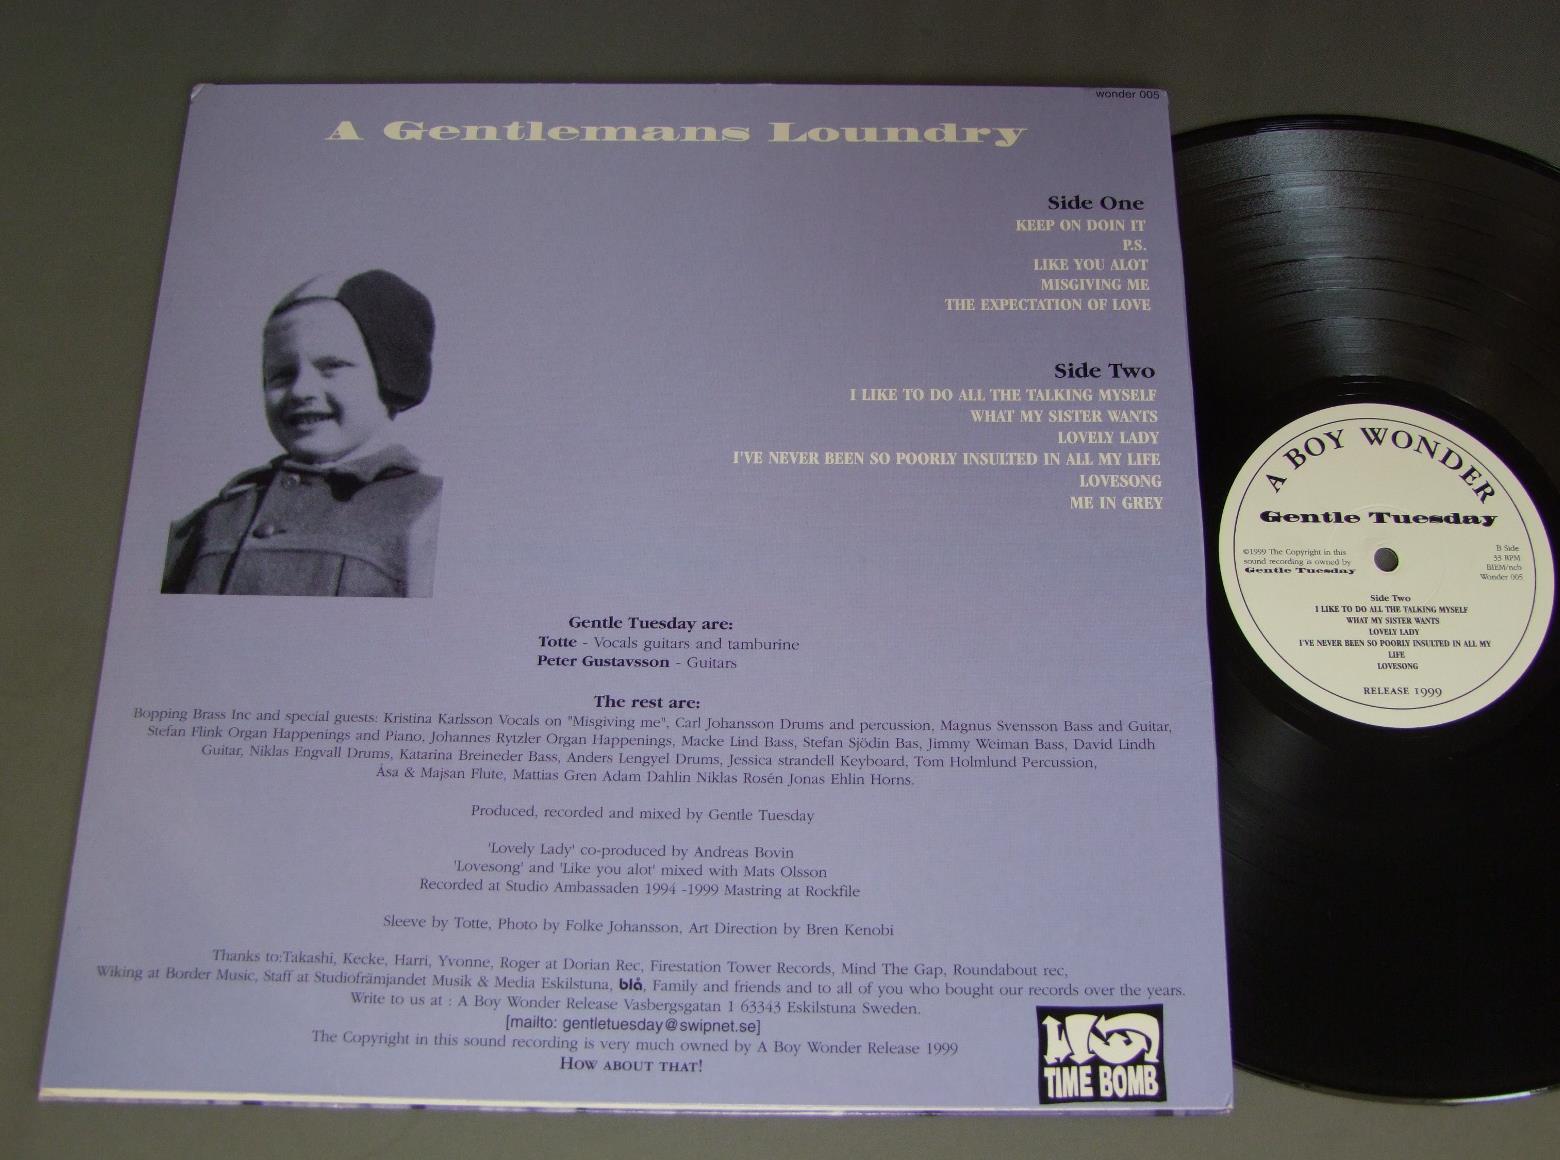 wonder 005
A Gentlemans Loundry
Side One
KEEP ON DOIN IT
P.S.
LIKE YOU ALOT
MISGIVING ME
THE EXPECTATION OF LOVE
Side Two
I LIKE TO DO ALL THE TALKING MYSELF
WHAT MY SISTER WANTS
LOVELY LADY
I'VE NEVER BEEN SO POORLY INSULTED IN ALL MY LIFE
LOVESONG
ME IN GREY
Gentle Tuesday are:
Totte - Vocals guitars and tamburine
Peter Gustavsson - Guitars
The rest are:
Bopping Brass Inc and special guests: Kristina Karlsson Vocals on "Misgiving me", Carl Johansson Drums and percussion, Magnus Svensson Bass and Guitar,
Stefan Flink Organ Happenings and Piano, Johannes Rytzler Organ Happenings, Macke Lind Bass, Stefan Sjödin Bas, Jimmy Weiman Bass, David Lindh
Guitar, Niklas Engvall Drums, Katarina Breineder Bass, Anders Lengyel Drums, Jessica strandell Keyboard, Tom Holmlund Percussion,
Åsa & Majsan Flute, Mattias Gren Adam Dahlin Niklas Rosén Jonas Ehlin Horns.
Produced, recorded and mixed by Gentle Tuesday
'Lovely Lady' co-produced by Andreas Bovin
'Lovesong' and 'Like you alot' mixed with Mats Olsson
Recorded at Studio Ambassaden 1994 -1999 Mastring at Rockfile
Sleeve by Totte, Photo by Folke Johansson, Art Direction by Bren Kenobi
Thanks to:Takashi, Kecke, Harri, Yvonne, Roger at Dorian Rec, Firestation Tower Records, Mind The Gap, Roundabout rec,
Wiking at Border Music, Staff at Studiofrämjandet Musik & Media Eskilstuna, blå, Family and friends and to all of you who bought our records over the years.
Write to us at : A Boy Wonder Release Vasbergsgatan 1 63343 Eskilstuna Sweden.
[mailto: gentletuesday@swipnet.se]
The Copyright in this sound recording is very much owned by A Boy Wonder Release 1999
HOW ABOUT THAT!
TIME BOMB
A BOY WONDER
Gentle Tuesday
©1999 The Copyright in this
sound recording is owned by
Gentle Tuesday
B Side
33 RPM
BIEM/ncb
Wonder 005
Side Two
I LIKE TO DO ALL THE TALKING MYSELF
WHAT MY SISTER WANTS
LOVELY LADY
I'VE NEVER BEEN SO POORLY INSULTED IN ALL MY
LIFE
LOVESONG
RELEASE 1999